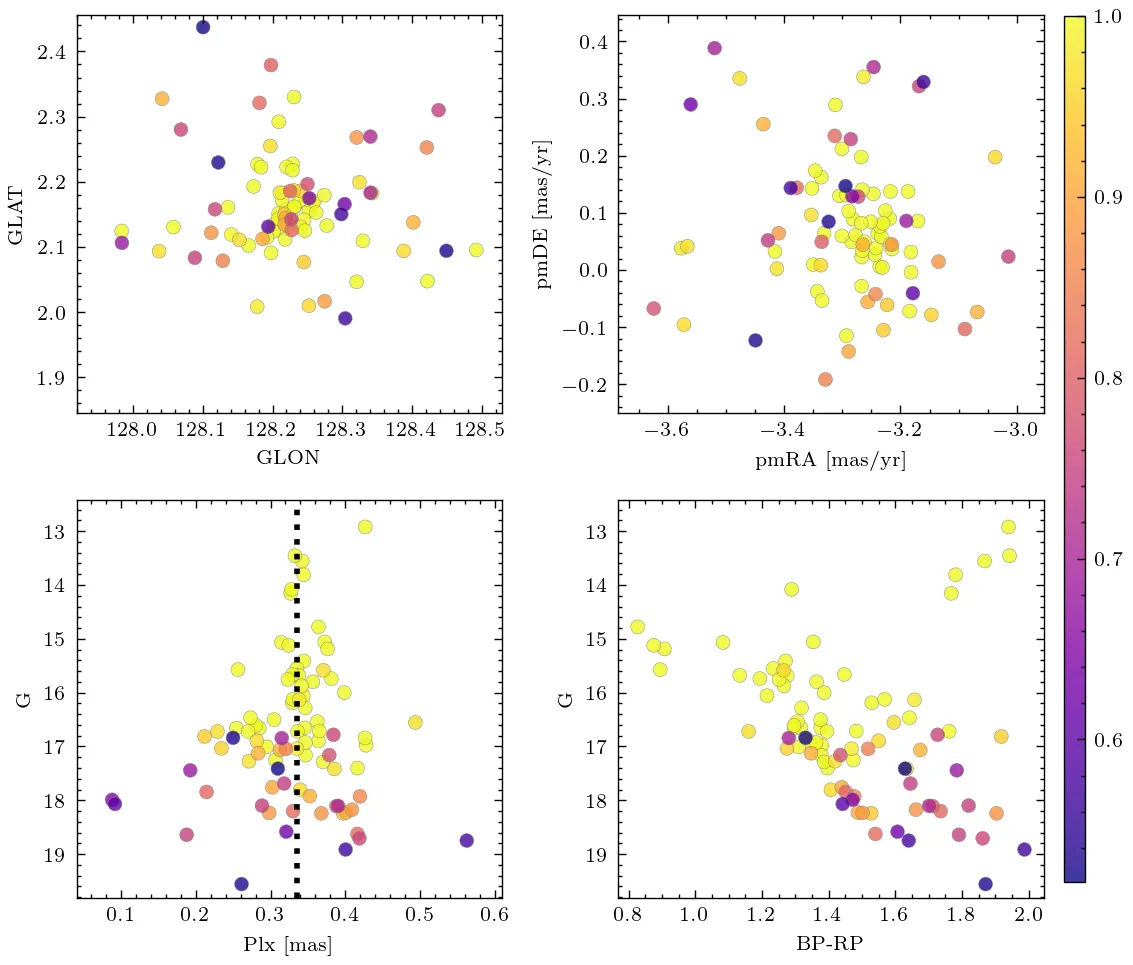 2.4
2.3
2.2
2.1
2.0
1.9
GLAT
128.0 128.1 128.2 128.3 128.4 128.5
GLON
0.4
0.3
0.2
0.1
0.0
−0.1
−0.2
pmDE [mas/yr]
−3.6 −3.4 −3.2 −3.0
pmRA [mas/yr]
1.0
0.9
0.8
0.7
0.6
13
14
15
16
17
18
19
G
0.1 0.2 0.3 0.4 0.5 0.6
Plx [mas]
13
14
15
16
17
18
19
G
0.8 1.0 1.2 1.4 1.6 1.8 2.0
BP-RP